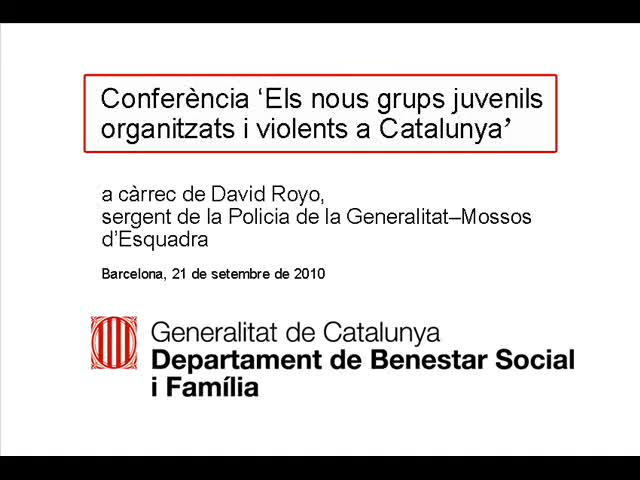 Conferència ‘Els nous grups juvenils
organitzats i violents a Catalunya’
a càrrec de David Royo,
sergent de la Policia de la Generalitat–Mossos
d’Esquadra
Barcelona, 21 de setembre de 2010
Generalitat de Catalunya
Departament de Benestar Social
i Família